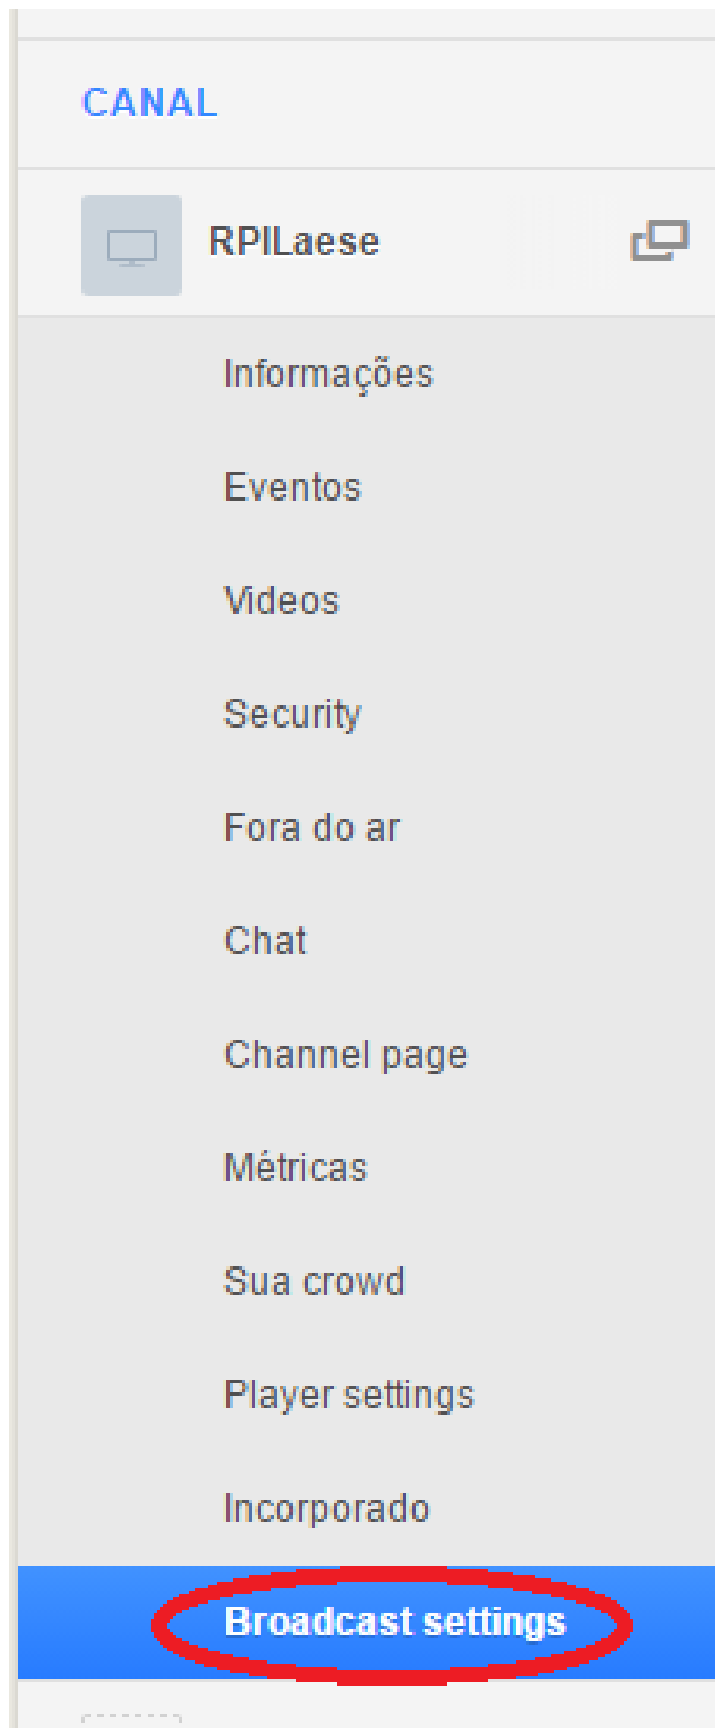 CANAL
RPILaese
Informações
Eventos
Videos
Security
Fora do ar
Chat
Channel page
Métricas
Sua crowd
Player settings
Incorporado
Broadcast settings